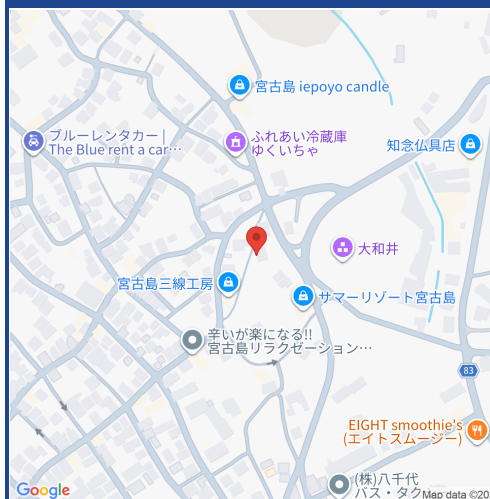 宮古島 iepoyo candle
ブルーレンタカー |
The Blue rent a car…
ふれあい冷蔵庫
ゆくいちゃ
知念仏具店
大和井
宮古島三線工房
サマーリゾート宮古島
辛いが楽になる!!
宮古島リラクゼーション…
83
EIGHT smoothie's
(エイトスムージー)
(株)八千代
バス・タク
Google
Map data ©20